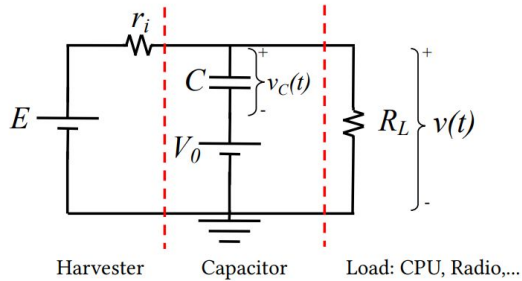 r_i
+
C
v_C(t)
-
E
V_0
R_L
+
v(t)
-
Harvester
Capacitor
Load: CPU, Radio,...